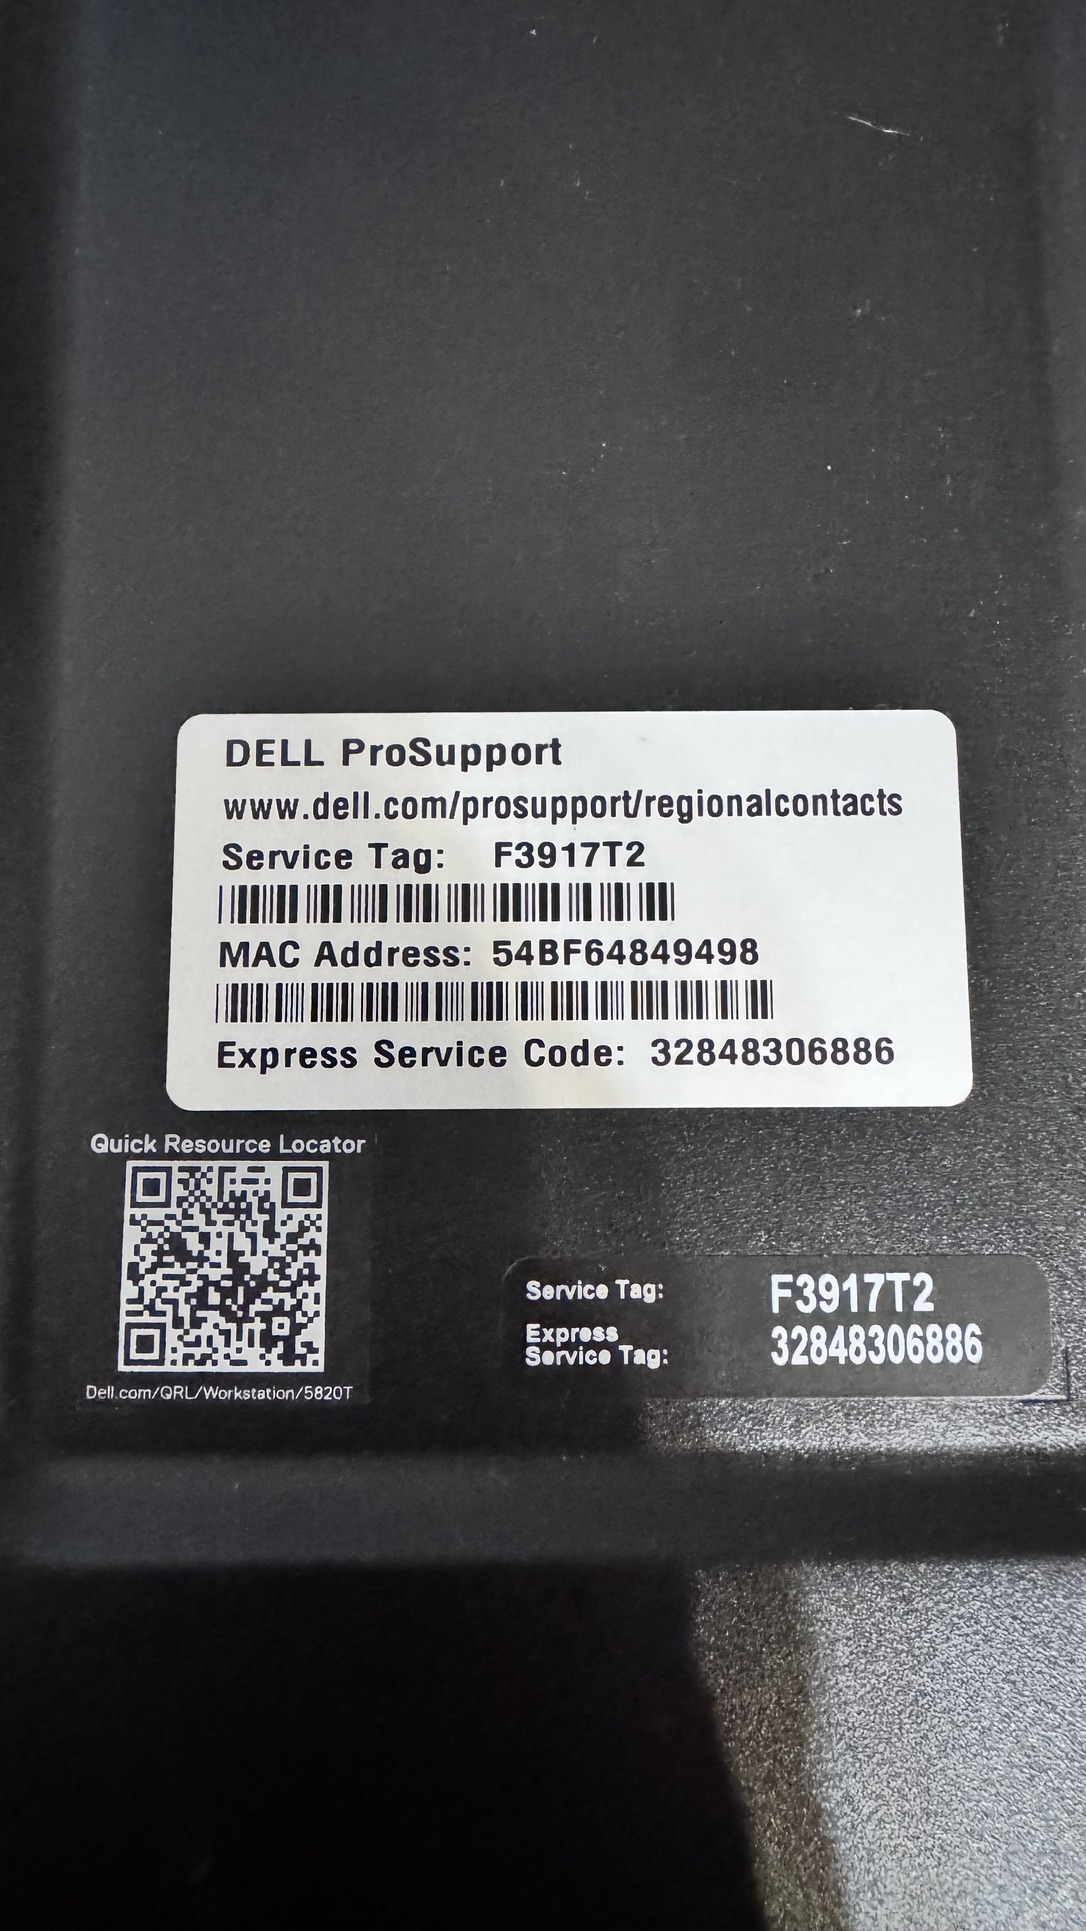 DELL ProSupport
www.dell.com/prosupport/regionalcontacts
Service Tag: F3917T2
MAC Address: 54BF64849498
Express Service Code: 32848306886
Quick Resource Locator
Dell.com/QRL/Workstation/5820T
Service Tag: F3917T2
Express
Service Tag: 32848306886